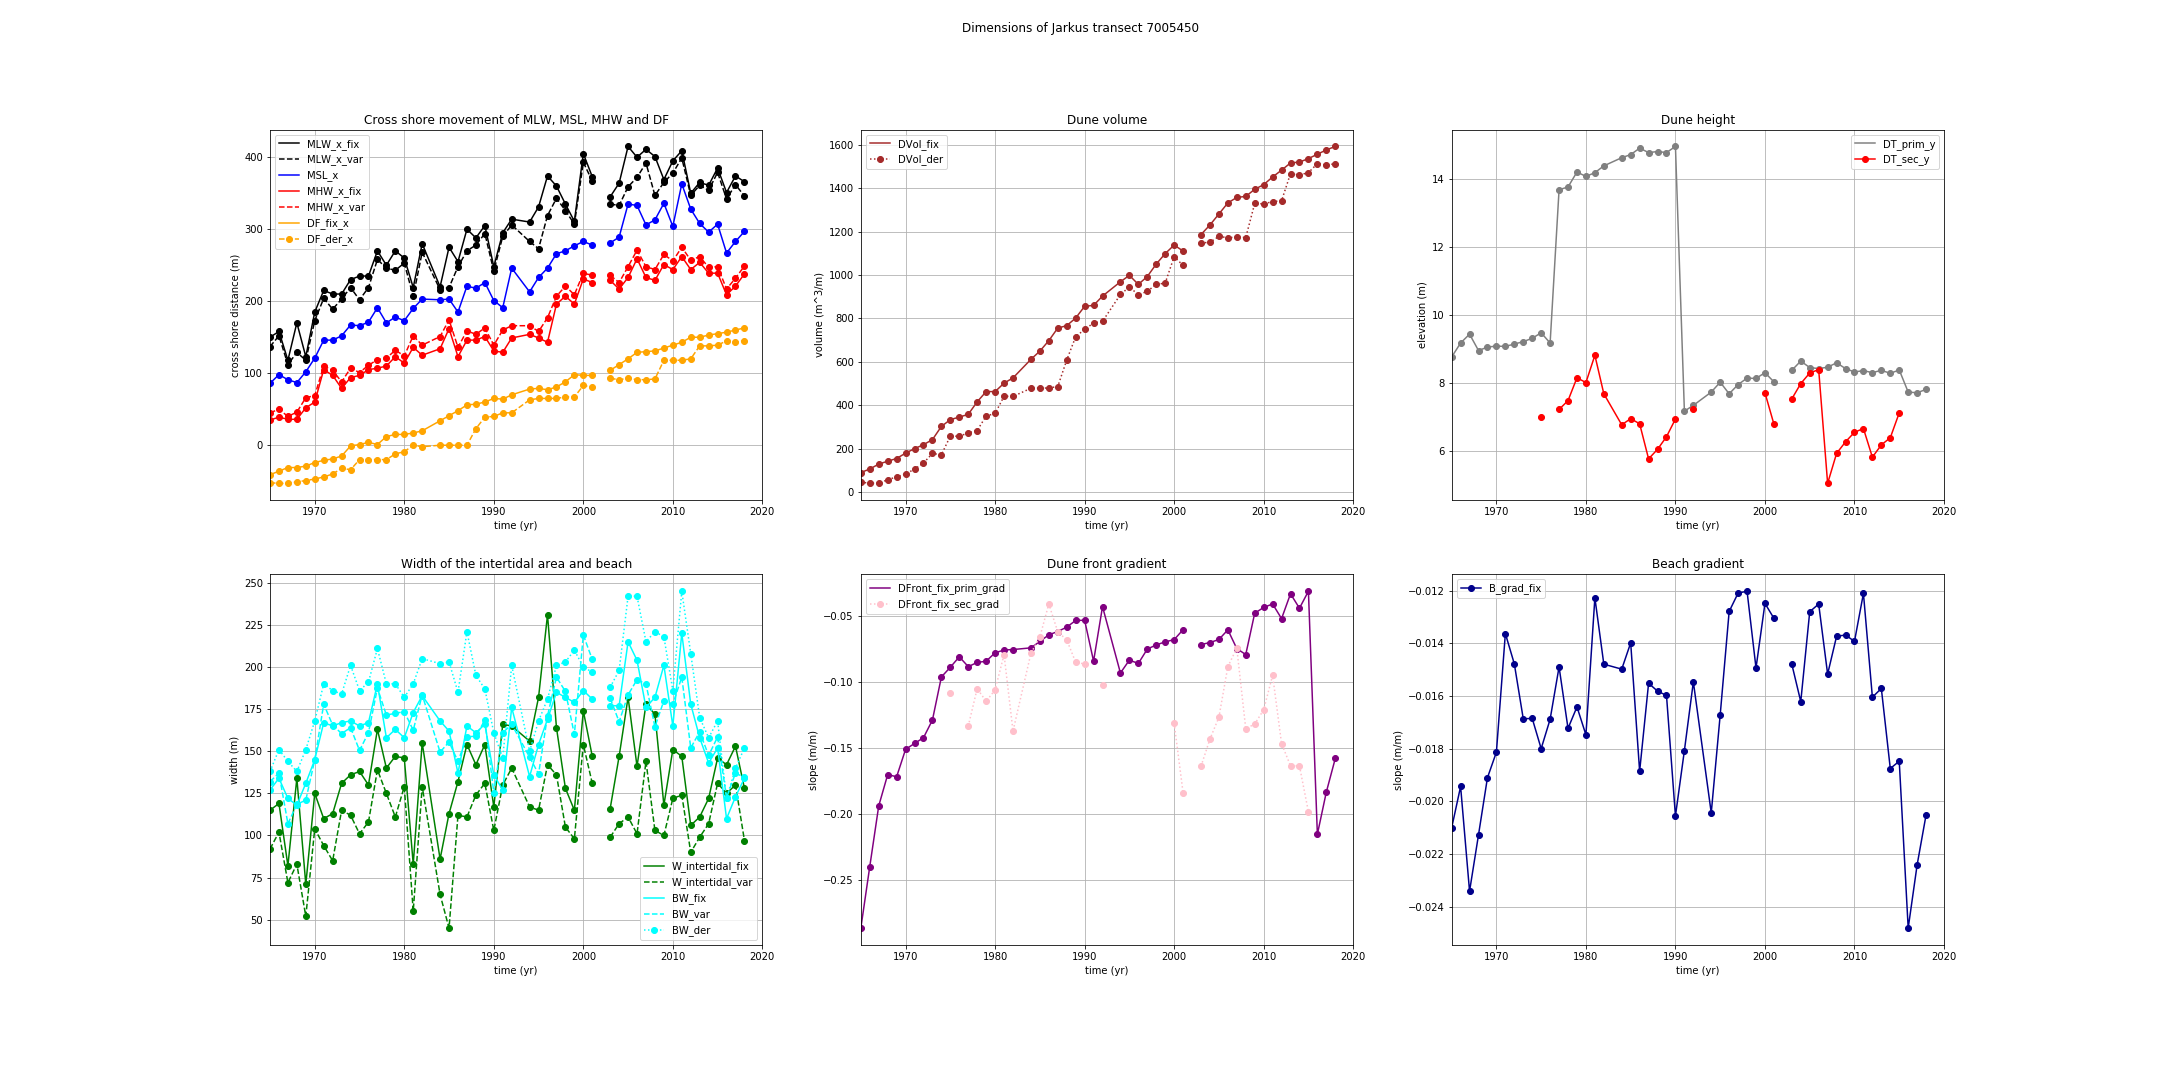 Dimensions of Jarkus transect 7005450
Cross shore movement of MLW, MSL, MHW and DF
MLW_x_fix
MLW_x_var
MSL_x
MHW_x_fix
MHW_x_var
DF_fix_x
DF_der_x
400
300
200
100
0
cross shore distance (m)
1970 1980 1990 2000 2010 2020
time (yr)
Dune volume
DVol_fix
DVol_der
1600
1400
1200
1000
800
600
400
200
0
volume (m^3/m)
1970 1980 1990 2000 2010 2020
time (yr)
Dune height
DT_prim_y
DT_sec_y
14
12
10
8
6
elevation (m)
1970 1980 1990 2000 2010 2020
time (yr)
Width of the intertidal area and beach
250
225
200
175
150
125
100
75
50
width (m)
W_intertidal_fix
W_intertidal_var
BW_fix
BW_var
BW_der
1970 1980 1990 2000 2010 2020
time (yr)
Dune front gradient
DFront_fix_prim_grad
DFront_fix_sec_grad
−0.05
−0.10
−0.15
−0.20
−0.25
slope (m/m)
1970 1980 1990 2000 2010 2020
time (yr)
Beach gradient
B_grad_fix
−0.012
−0.014
−0.016
−0.018
−0.020
−0.022
−0.024
slope (m/m)
1970 1980 1990 2000 2010 2020
time (yr)